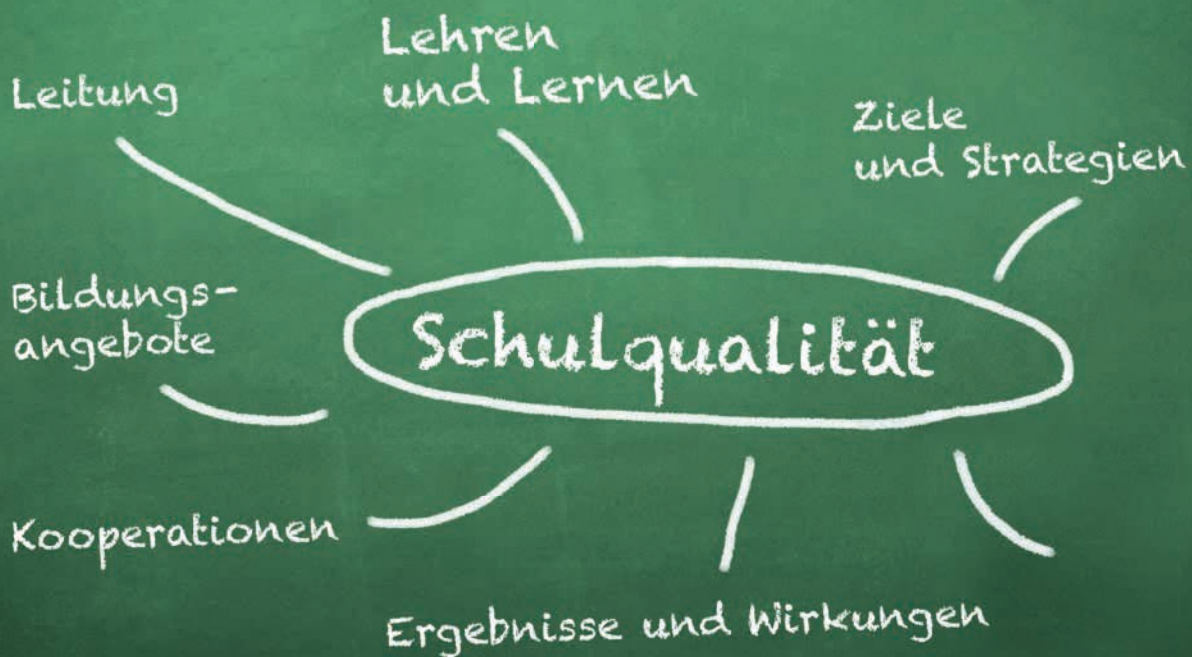 Lehren
und Lernen
Leitung
Ziele
und Strategien
Bildungs-
angebote
Schulqualität
Kooperationen
Ergebnisse und Wirkungen